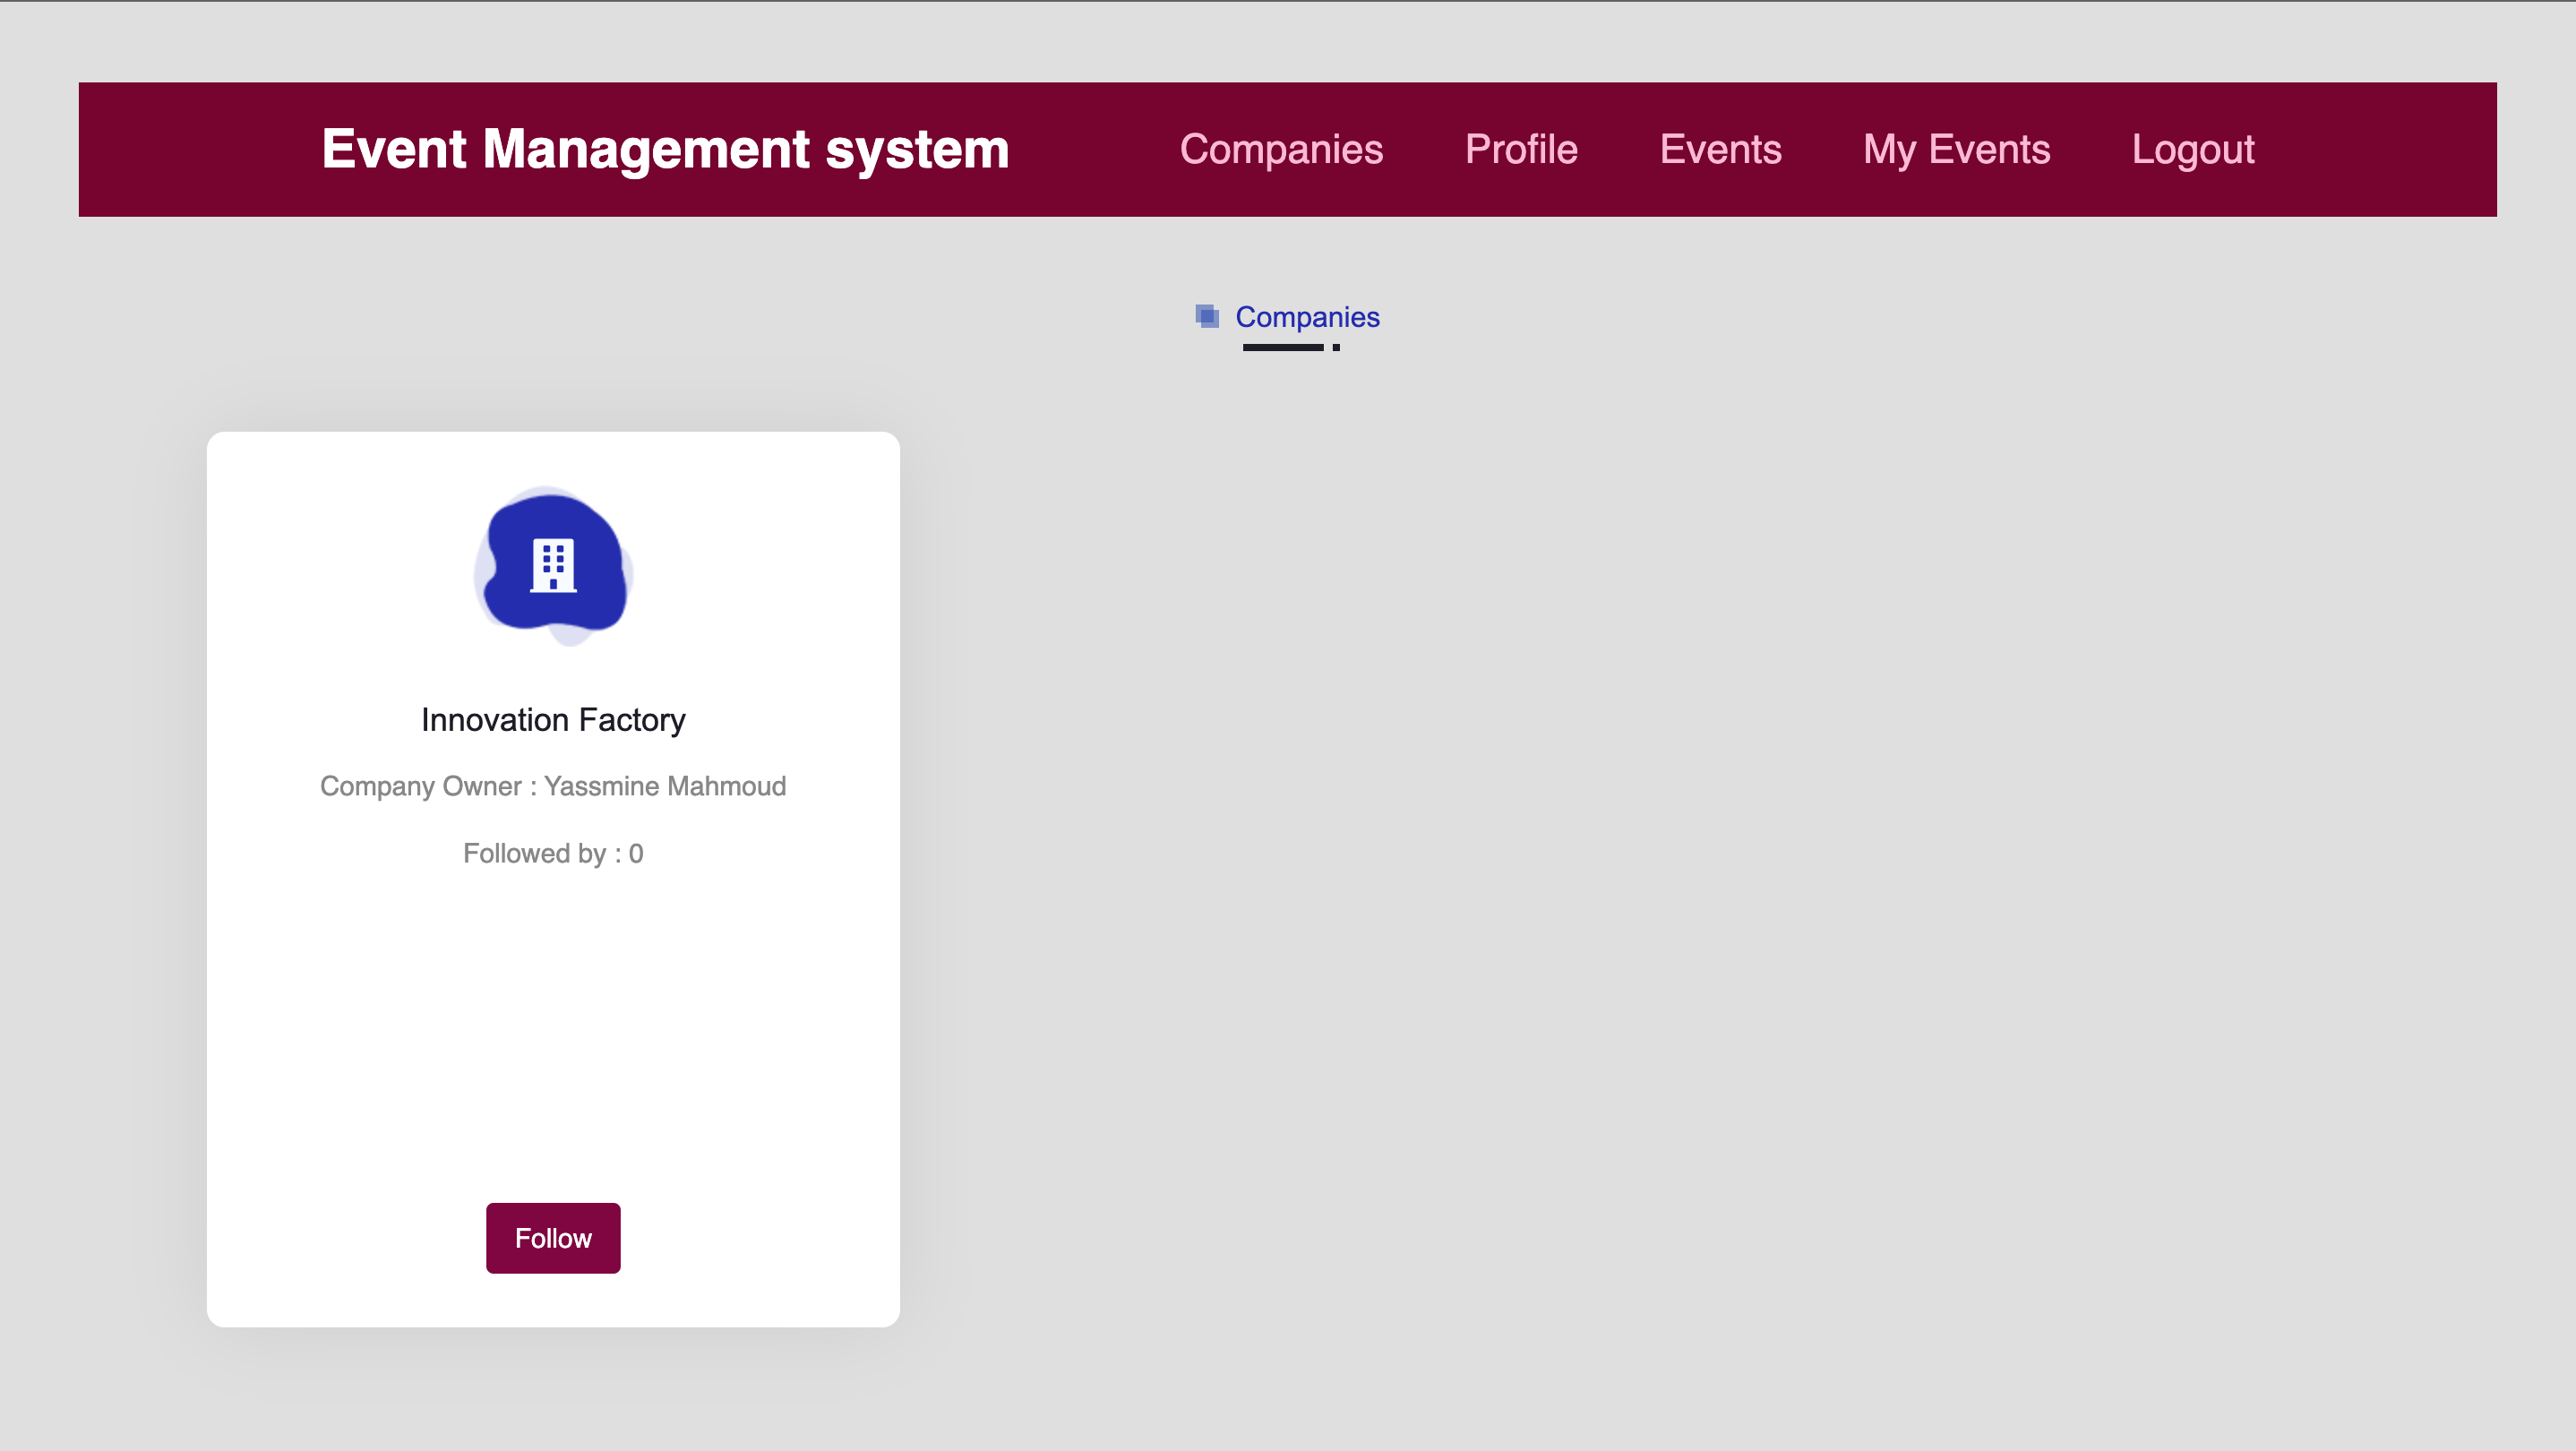 Event Management system Companies Profile Events My Events Logout
Companies
Innovation Factory
Company Owner : Yassmine Mahmoud
Followed by : 0
Follow